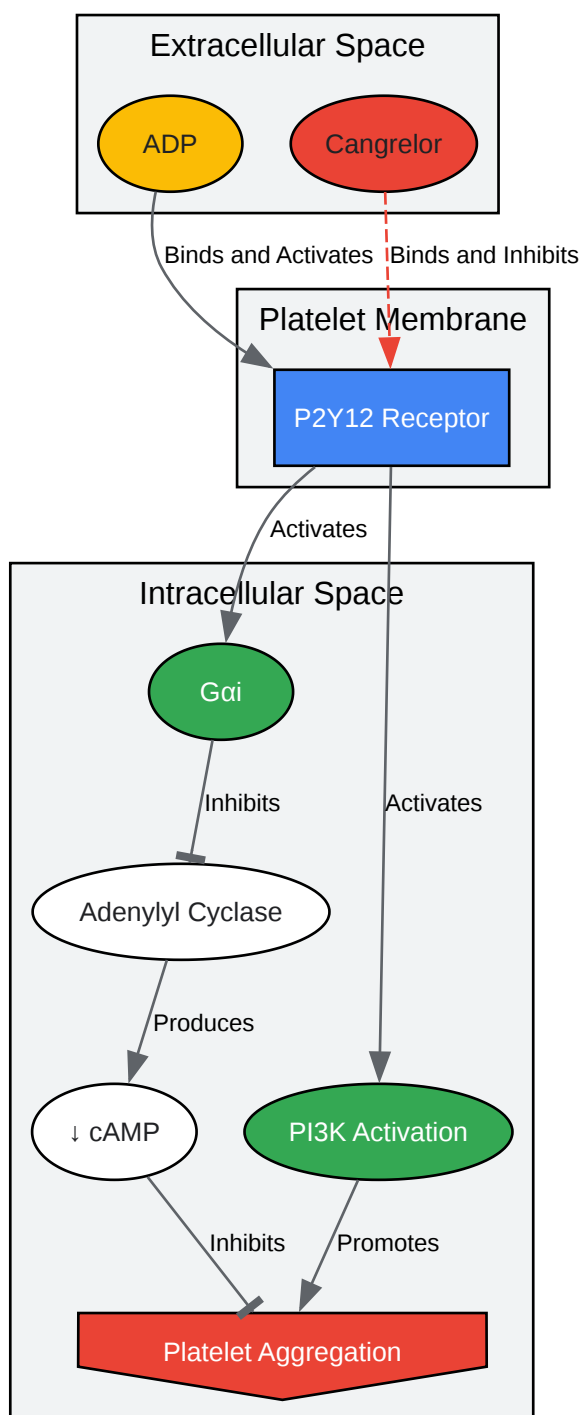 Extracellular Space
ADP
Cangrelor
Binds and Activates
Binds and Inhibits
Platelet Membrane
P2Y12 Receptor
Activates
Intracellular Space
Gαi
Inhibits
Activates
Adenylyl Cyclase
Produces
↓ cAMP
PI3K Activation
Inhibits
Promotes
Platelet Aggregation